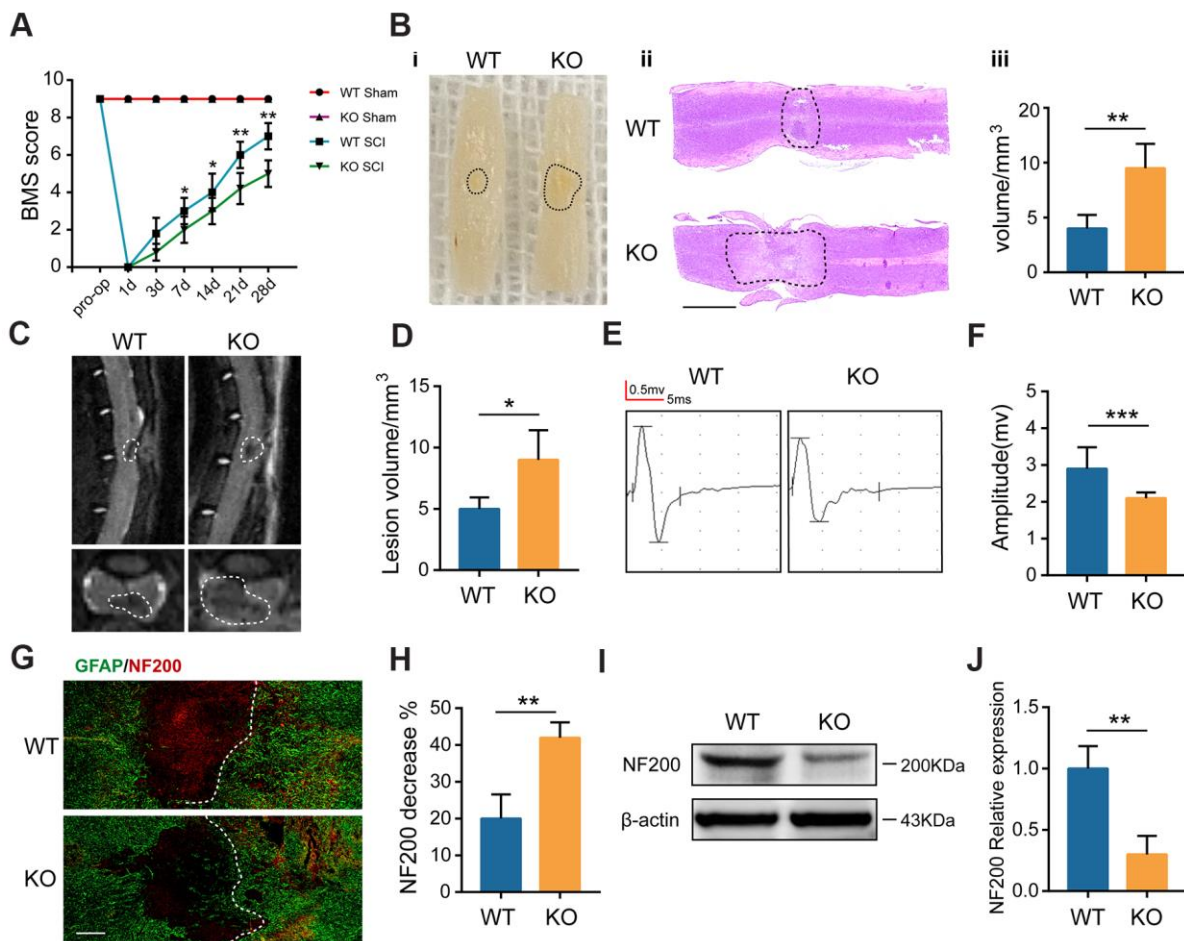 A
BMS score
10
8
6
4
2
0
pro-op
1d
3d
7d
14d
21d
28d
*
*
**
**
WT Sham
KO Sham
WT SCI
KO SCI
B
i
WT
KO
ii
WT
KO
iii
volume/mm³
20
15
10
5
0
**
WT
KO
C
WT
KO
D
Lesion volume/mm³
15
10
5
0
*
WT
KO
E
WT
KO
0.5mv
5ms
F
Amplitude(mv)
4
3
2
1
0
***
WT
KO
G
GFAP/NF200
WT
KO
H
NF200 decrease %
50
40
30
20
10
0
**
WT
KO
I
WT
KO
NF200
200KDa
β-actin
43KDa
J
NF200 Relative expression
1.5
1.0
0.5
0.0
**
WT
KO